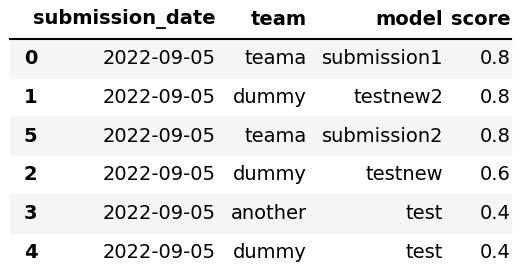 submission_date team model score
0 2022-09-05 teama submission1 0.8
1 2022-09-05 dummy testnew2 0.8
5 2022-09-05 teama submission2 0.8
2 2022-09-05 dummy testnew 0.6
3 2022-09-05 another test 0.4
4 2022-09-05 dummy test 0.4